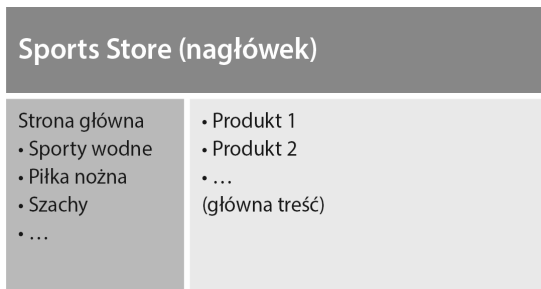 Sports Store (nagłówek)
Strona główna
• Sporty wodne
• Piłka nożna
• Szachy
• ...
• Produkt 1
• Produkt 2
• ...
(główna treść)